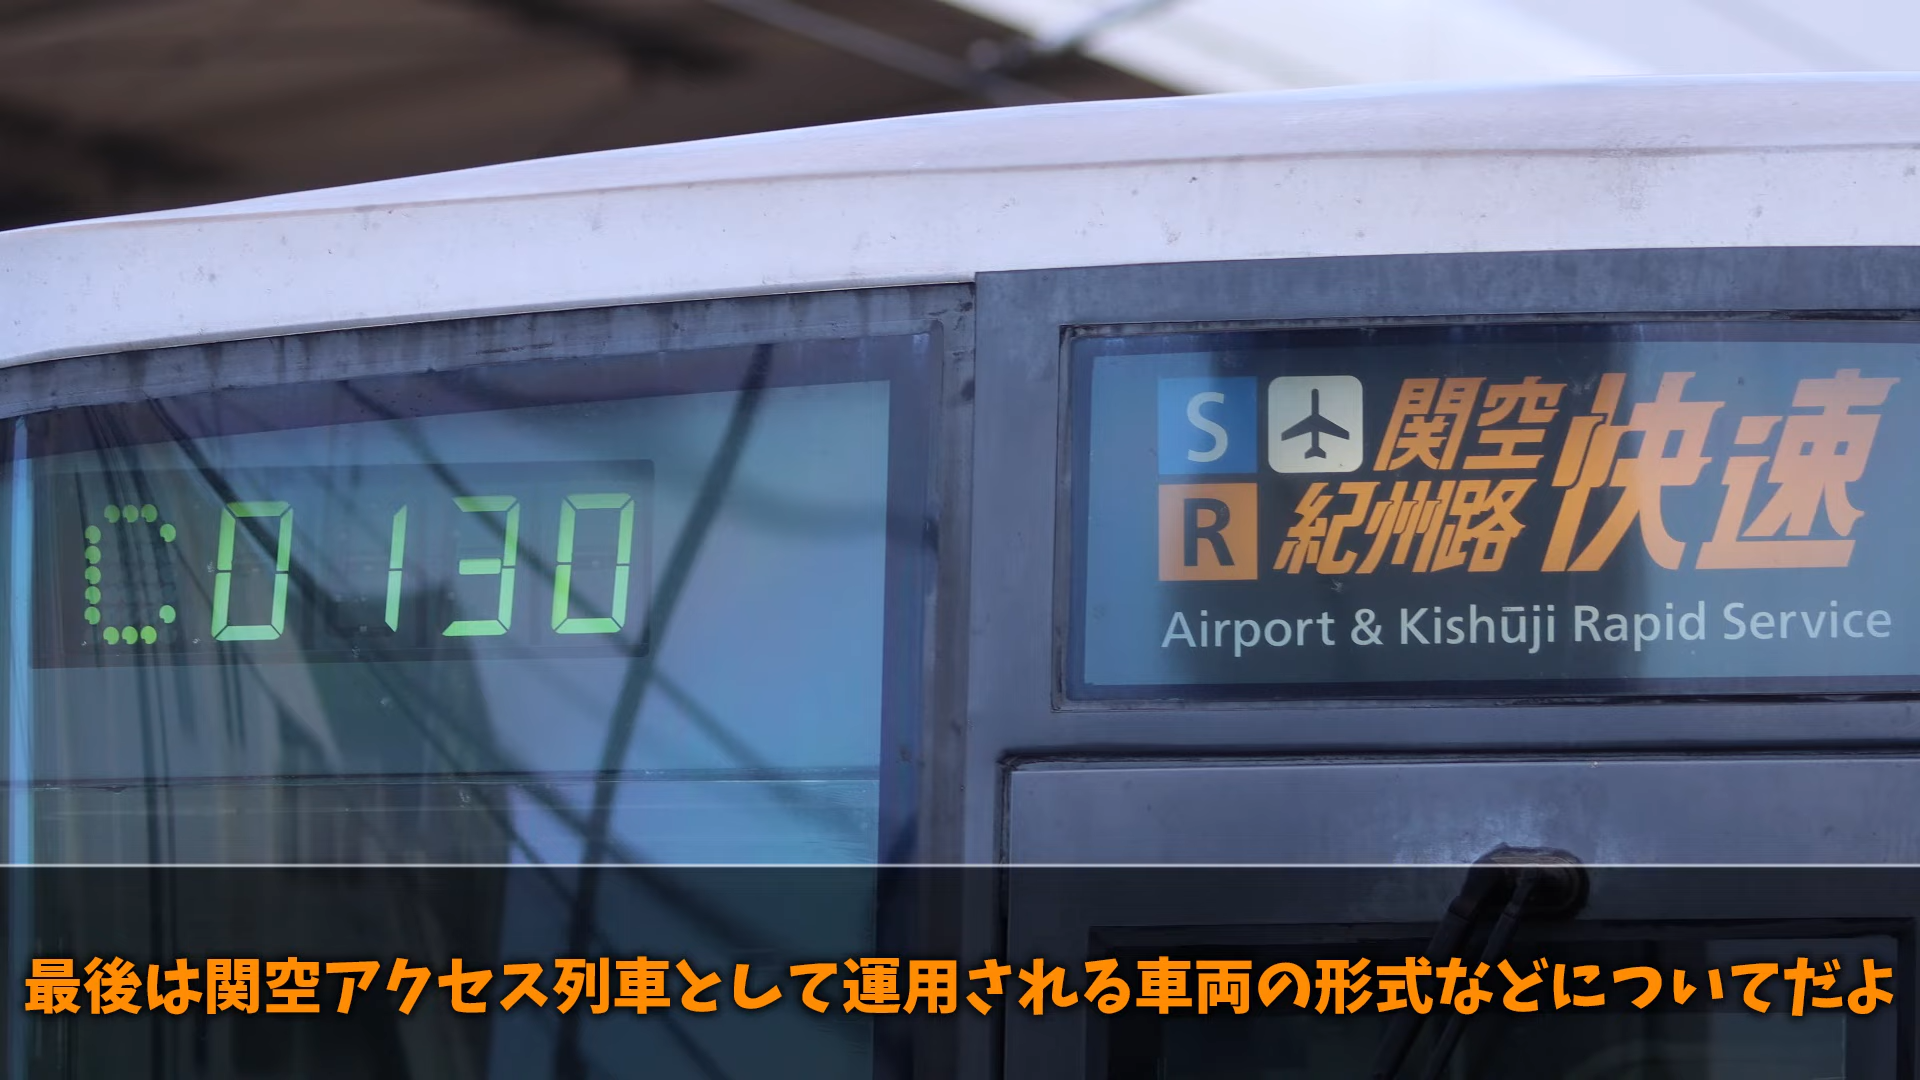 C0130
S 関空快速
R 紀州路
Airport & Kishūji Rapid Service
最後は関空アクセス列車として運用される車両の形式などについてだよ